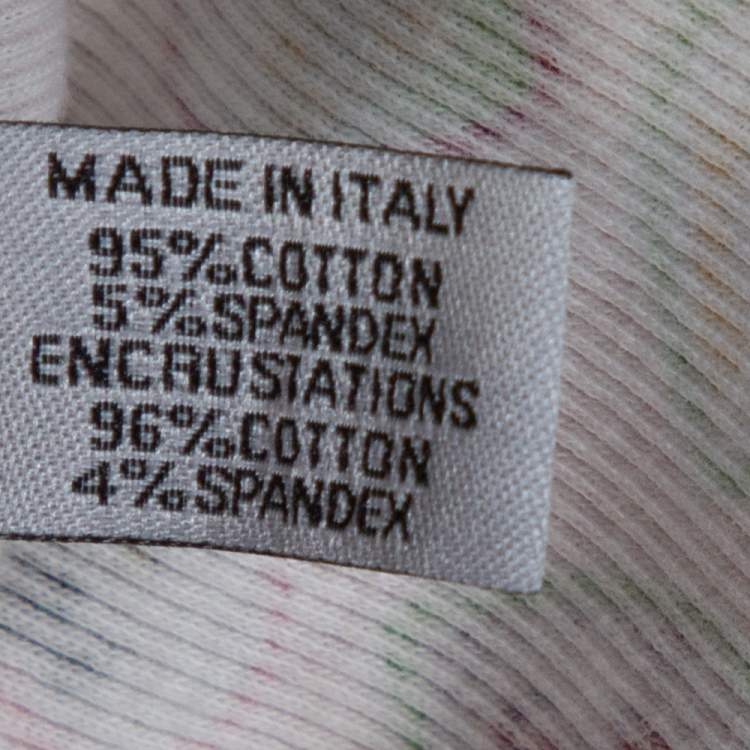 MADE IN ITALY
95%COTTON
5%SPANDEX
ENCRUSTATIONS
96%COTTON
4%SPANDEX